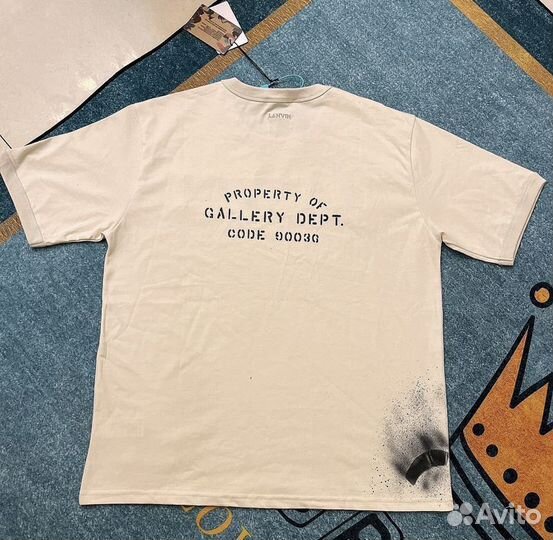 LANVIN
PROPERTY OF
GALLERY DEPT.
CODE 90036
Avito